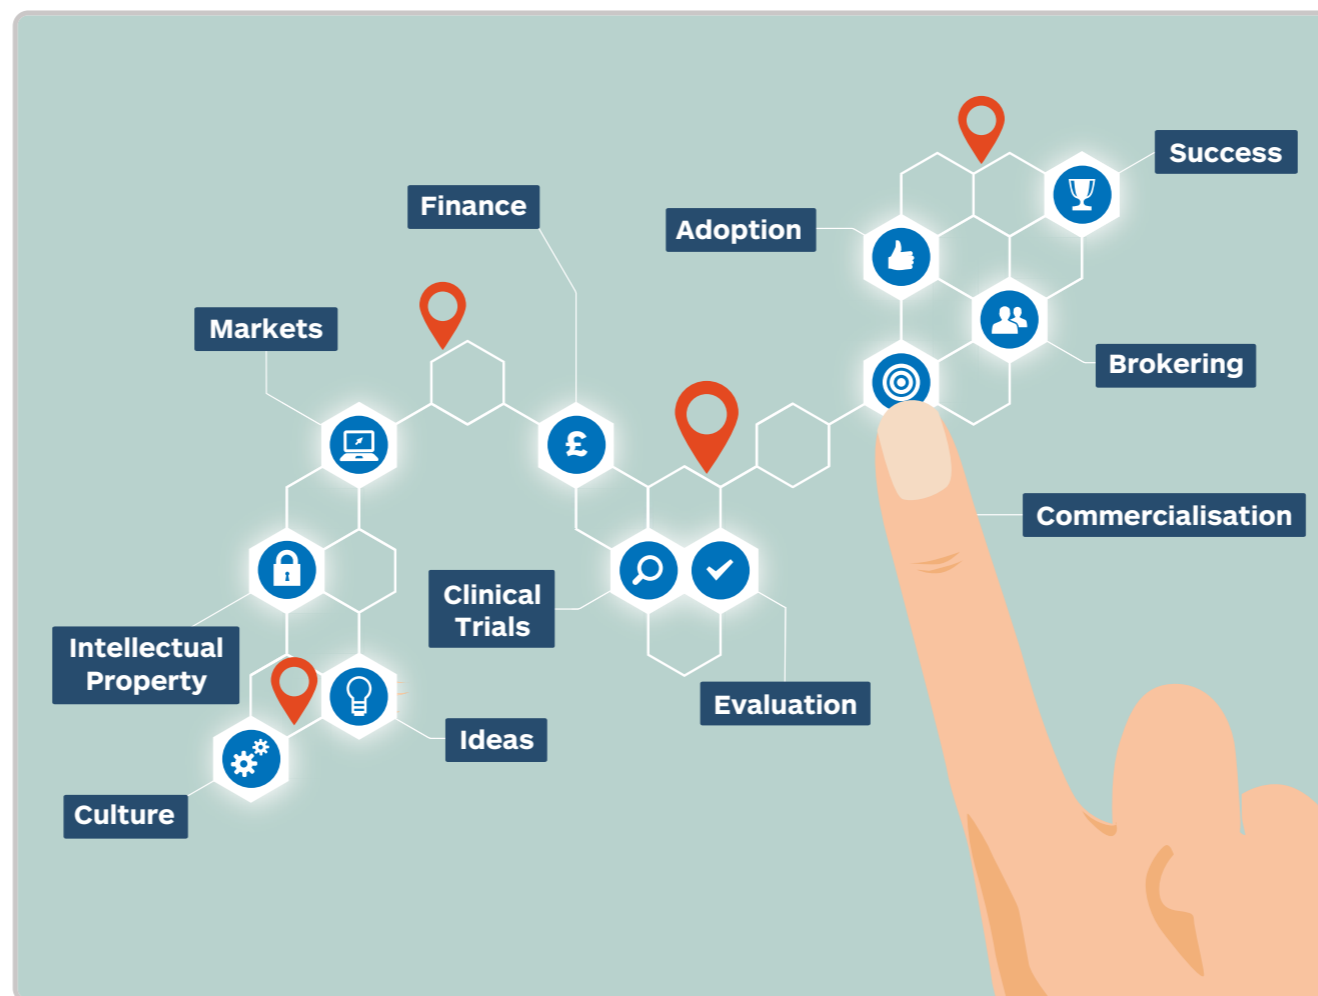 Success
Finance
Adoption
Markets
Brokering
£
Commercialisation
Clinical
Trials
Intellectual
Property
Evaluation
Ideas
Culture